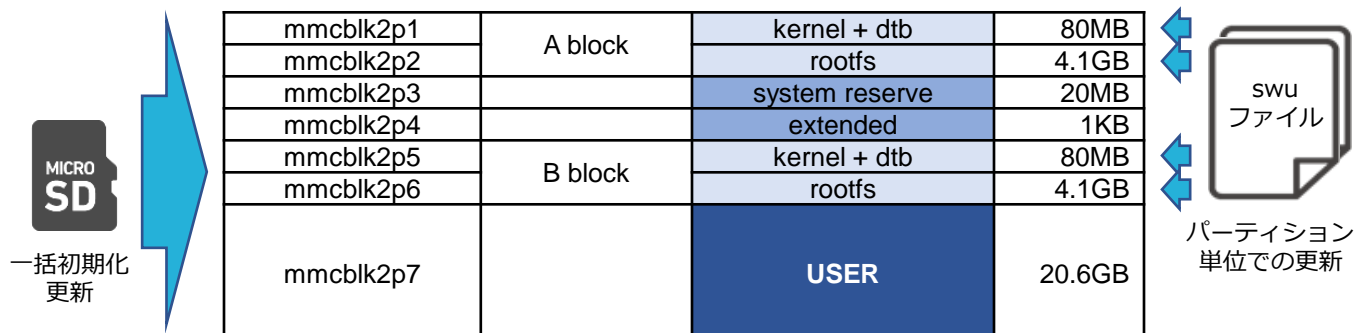 MICRO
SD
一括初期化
更新
mmcblk2p1 A block kernel + dtb 80MB
mmcblk2p2 rootfs 4.1GB
mmcblk2p3 system reserve 20MB
mmcblk2p4 extended 1KB
mmcblk2p5 B block kernel + dtb 80MB
mmcblk2p6 rootfs 4.1GB
mmcblk2p7 USER 20.6GB
swu
ファイル
パーティション
単位での更新